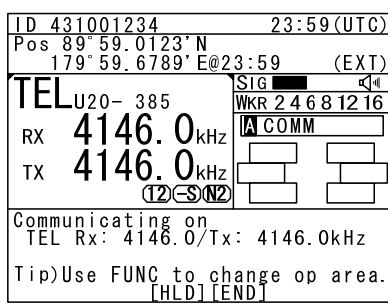 ID 431001234 23:59(UTC)
Pos 89°59.0123'N
179°59.6789'E@23:59 (EXT)
TEL U20- 385
SIG
WKR 2 4 6 8 12 16
RX 4146.0kHz
A COMM
TX 4146.0kHz
12 -S N2
Communicating on
TEL Rx: 4146.0/Tx: 4146.0kHz
Tip)Use FUNC to change op area.
[HLD][END]